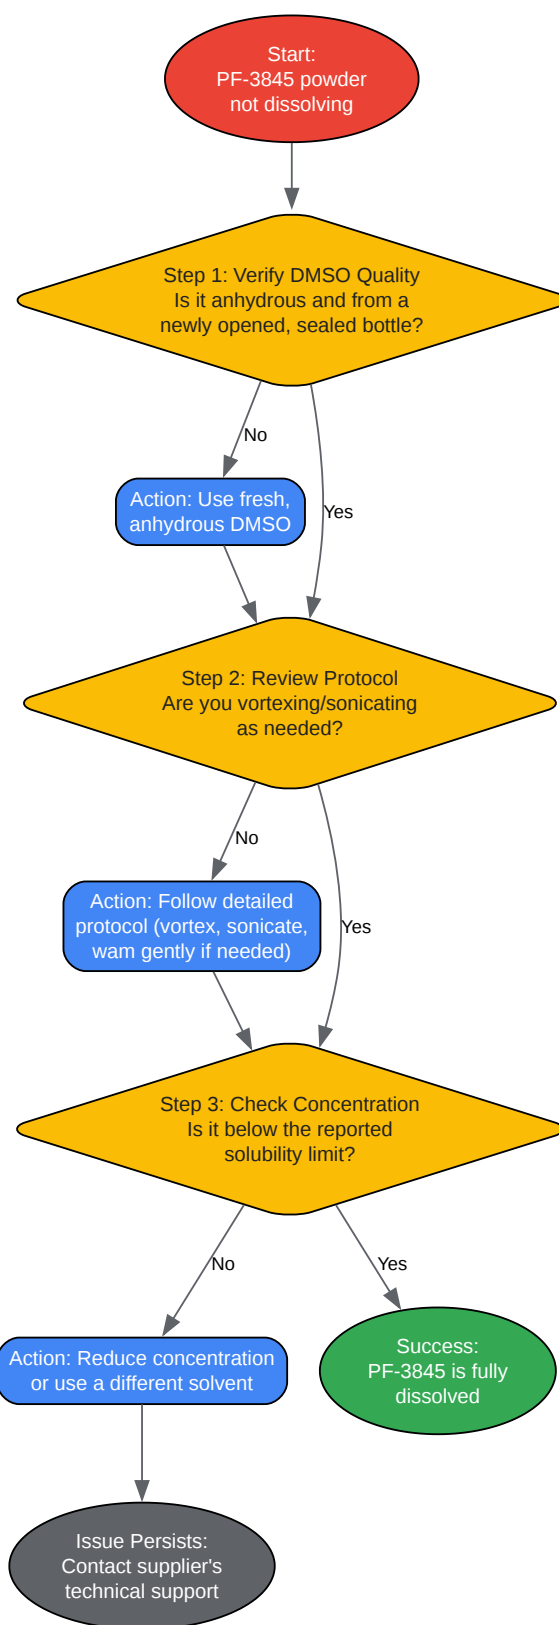 Start:
PF-3845 powder
not dissolving
Step 1: Verify DMSO Quality
Is it anhydrous and from a
newly opened, sealed bottle?
No
Action: Use fresh,
anhydrous DMSO
Yes
Step 2: Review Protocol
Are you vortexing/sonicating
as needed?
No
Action: Follow detailed
protocol (vortex, sonicate,
wam gently if needed)
Yes
Step 3: Check Concentration
Is it below the reported
solubility limit?
No
Yes
Action: Reduce concentration
or use a different solvent
Success:
PF-3845 is fully
dissolved
Issue Persists:
Contact supplier's
technical support